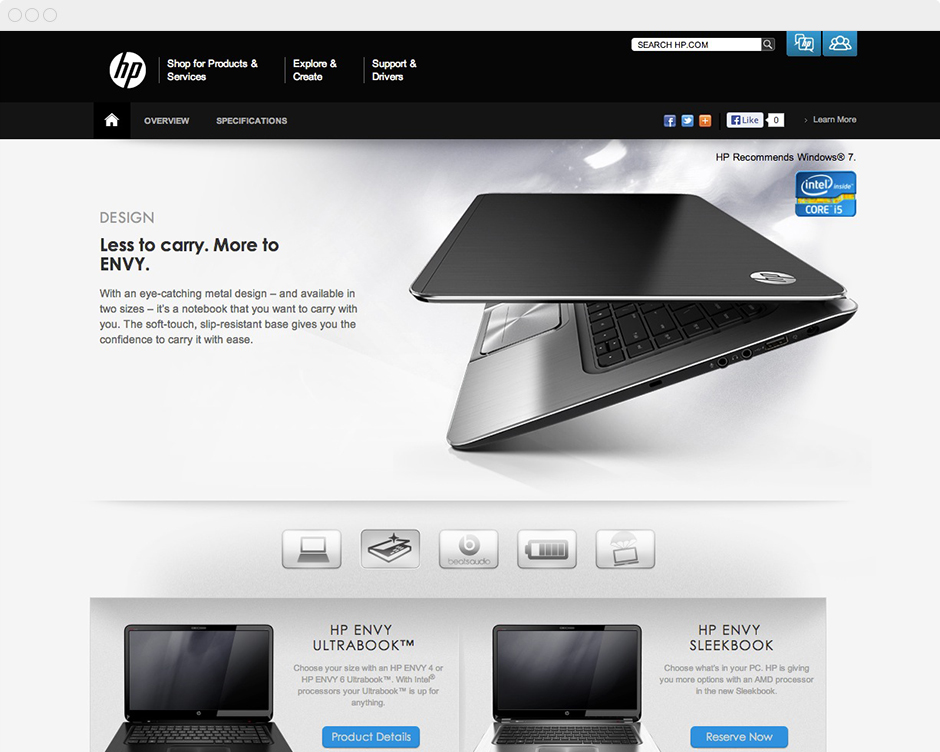 SEARCH HP.COM
hp
hp
Shop for Products &
Services
Explore &
Create
Support &
Drivers
OVERVIEW
SPECIFICATIONS
Like
0
Learn More
HP Recommends Windows® 7.
intel inside™
CORE i5
DESIGN
Less to carry. More to
ENVY.
With an eye-catching metal design – and available in
two sizes – it's a notebook that you want to carry with
you. The soft-touch, slip-resistant base gives you the
confidence to carry it with ease.
hp
beatsaudio
HP ENVY
ULTRABOOK™
Choose your size with an HP ENVY 4 or
HP ENVY 6 Ultrabook™. With Intel®
processors your Ultrabook™ is up for
anything.
Product Details
HP ENVY
SLEEKBOOK
Choose what's in your PC. HP is giving
you more options with an AMD processor
in the new Sleekbook.
Reserve Now